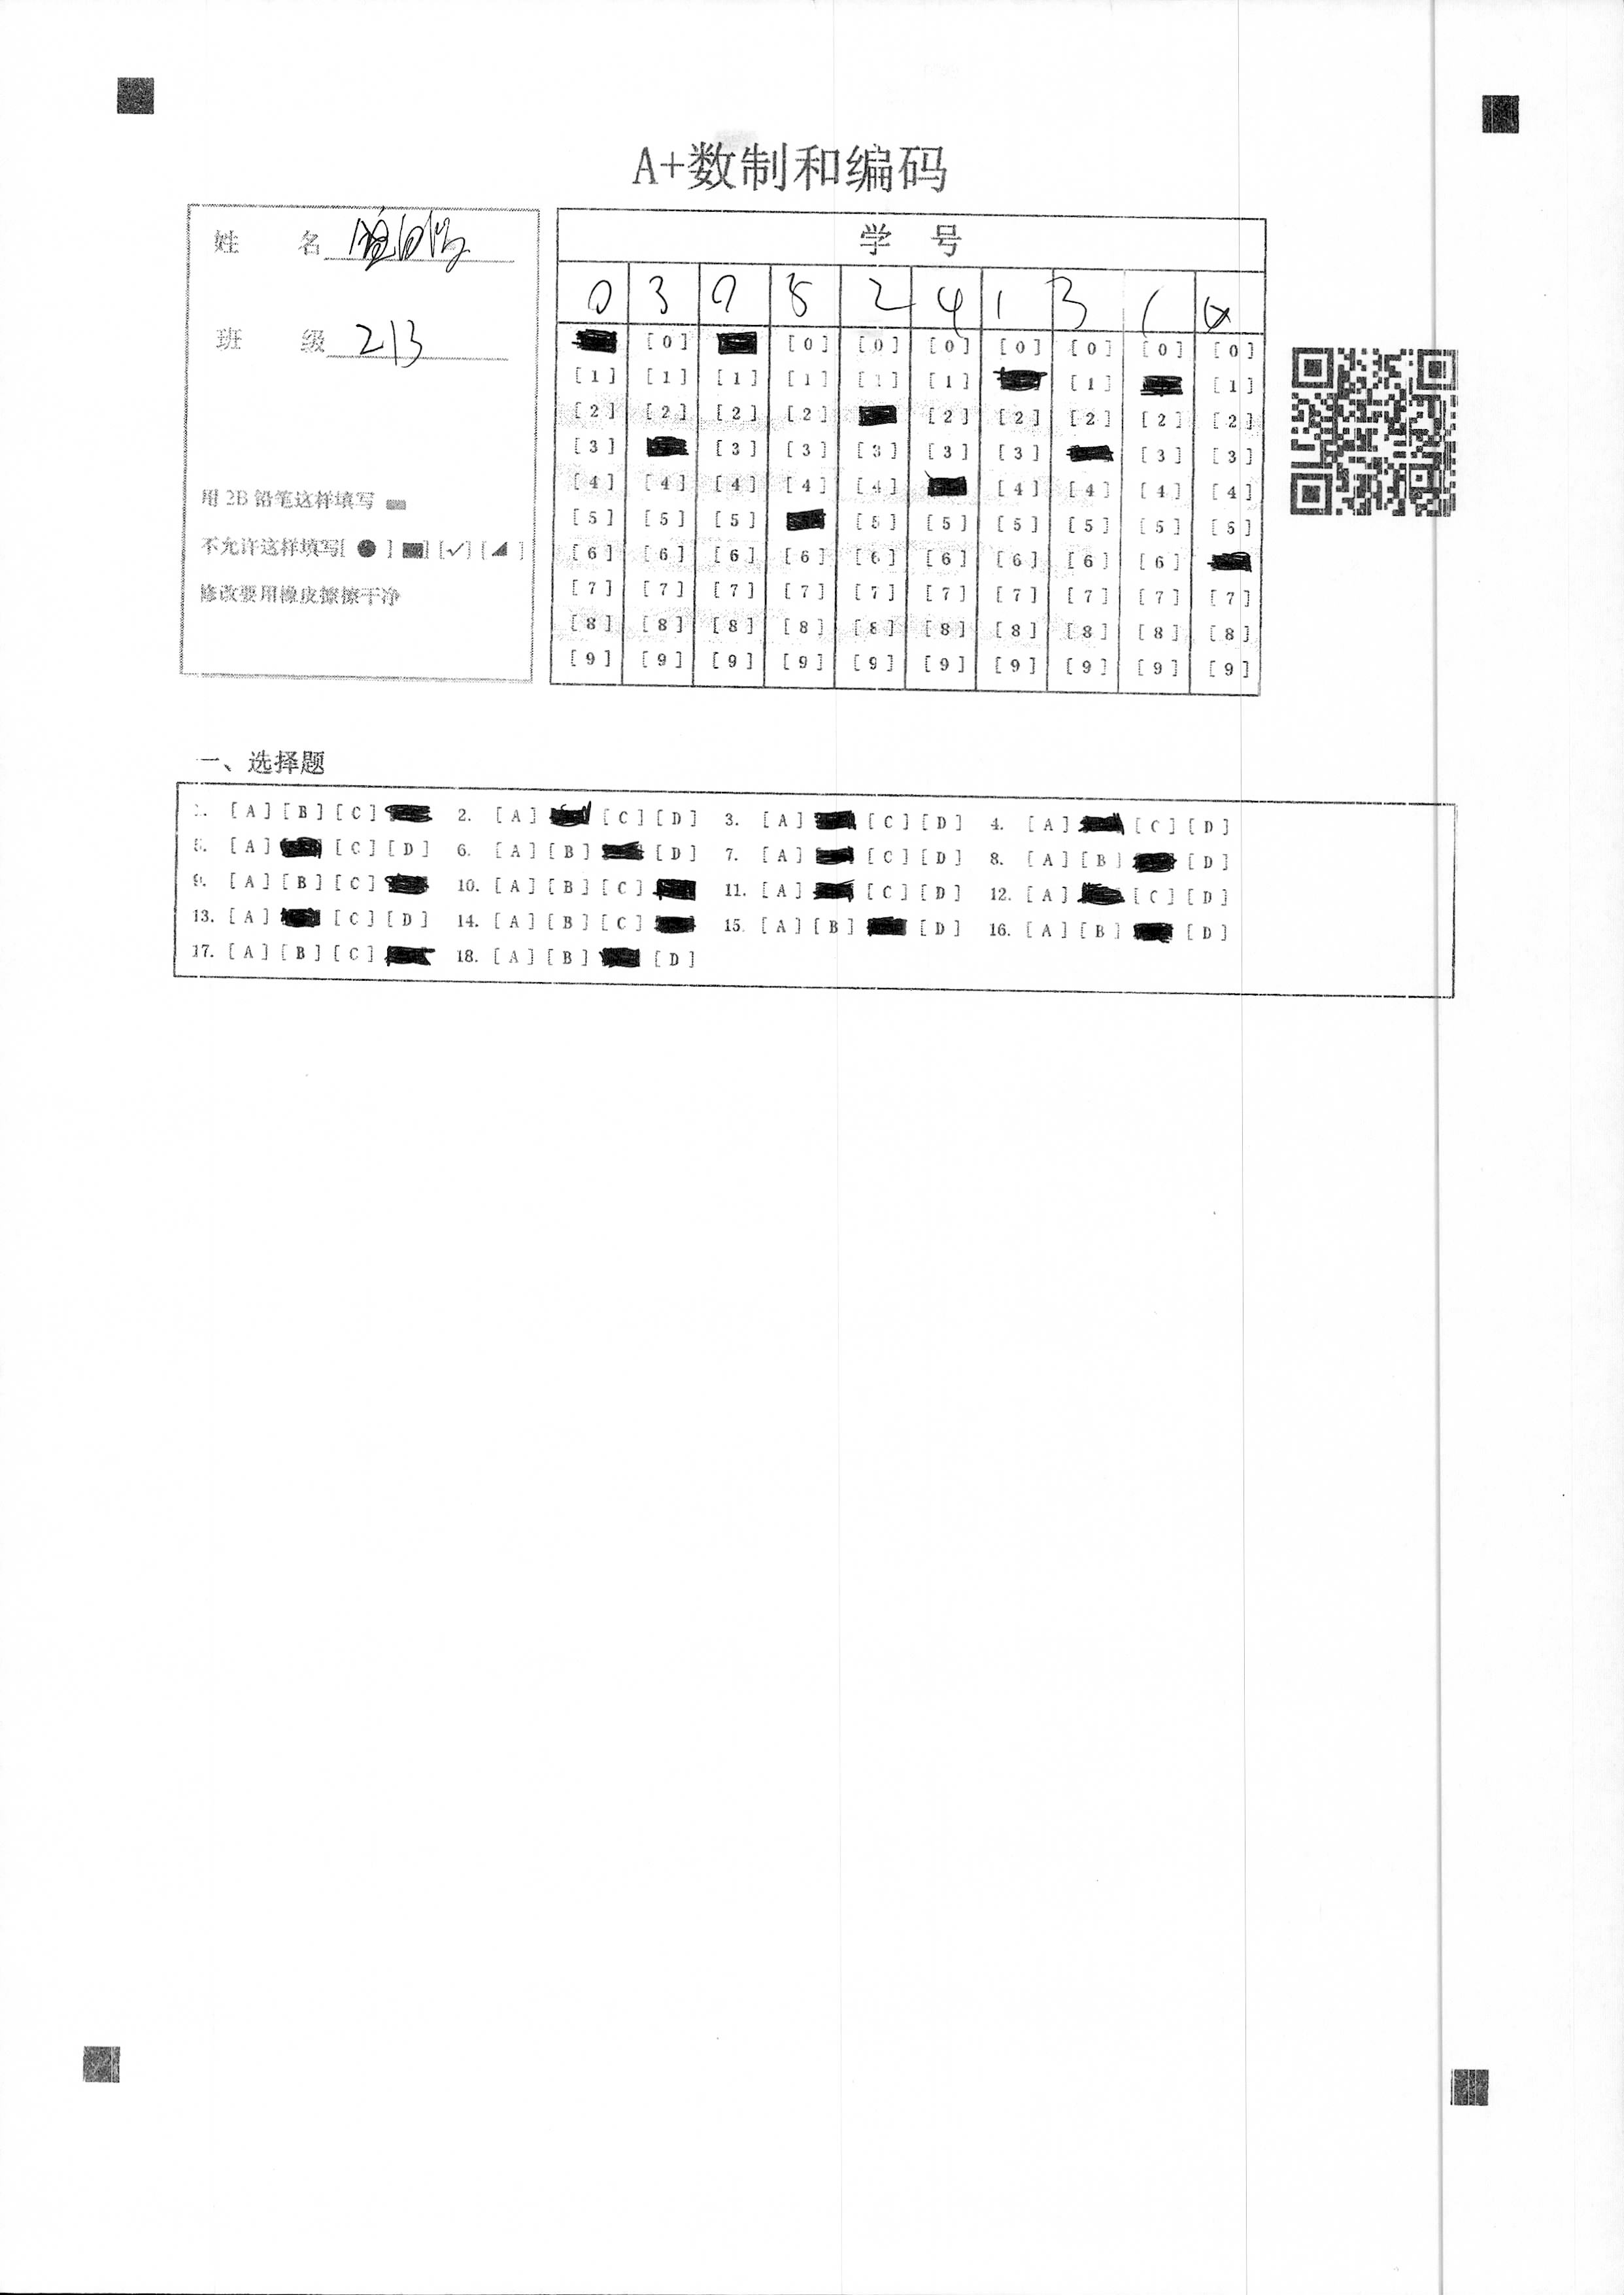 A+数制和编码
姓 名
班 级 213
用 2B 铅笔这样填写
不允许这样填写[ ● ] [■] [✓] [◢ ]
修改要用橡皮擦擦干净
学 号
0 3 0 5 2 4 1 3 1 6
[0] [0] [0] [0] [0] [0] [0] [0]
[1] [1] [1] [1] [1] [1] [1] [1]
[2] [2] [2] [2] [2] [2] [2] [2] [2]
[3] [3] [3] [3] [3] [3] [3] [3]
[4] [4] [4] [4] [4] [4] [4] [4] [4]
[5] [5] [5] [5] [5] [5] [5] [5] [5]
[6] [6] [6] [6] [6] [6] [6] [6] [6]
[7] [7] [7] [7] [7] [7] [7] [7] [7] [7]
[8] [8] [8] [8] [8] [8] [8] [8] [8] [8]
[9] [9] [9] [9] [9] [9] [9] [9] [9] [9]
一、选择题
1. [A] [B] [C] 2. [A] [C] [D] 3. [A] [C] [D] 4. [A] [C] [D]
5. [A] [C] [D] 6. [A] [B] [D] 7. [A] [C] [D] 8. [A] [B] [D]
9. [A] [B] [C] 10. [A] [B] [C] 11. [A] [C] [D] 12. [A] [C] [D]
13. [A] [C] [D] 14. [A] [B] [C] 15. [A] [B] [D] 16. [A] [B] [D]
17. [A] [B] [C] 18. [A] [B] [D]